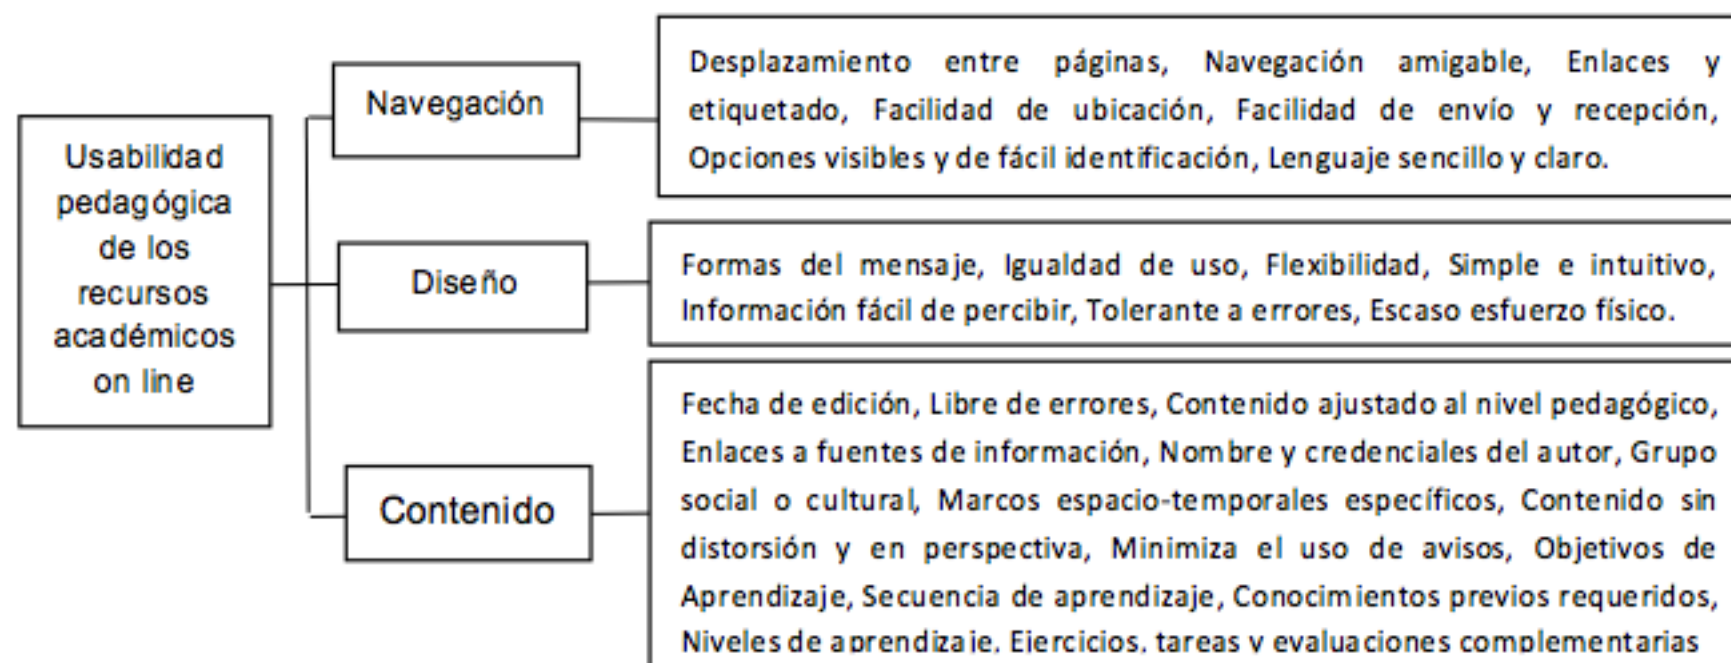 Usabilidad
pedagógica
de los
recursos
académicos
on line
Navegación
Desplazamiento entre páginas, Navegación amigable, Enlaces y
etiquetado, Facilidad de ubicación, Facilidad de envío y recepción,
Opciones visibles y de fácil identificación, Lenguaje sencillo y claro.
Diseño
Formas del mensaje, Igualdad de uso, Flexibilidad, Simple e intuitivo,
Información fácil de percibir, Tolerante a errores, Escaso esfuerzo físico.
Contenido
Fecha de edición, Libre de errores, Contenido ajustado al nivel pedagógico,
Enlaces a fuentes de información, Nombre y credenciales del autor, Grupo
social o cultural, Marcos espacio-temporales específicos, Contenido sin
distorsión y en perspectiva, Minimiza el uso de avisos, Objetivos de
Aprendizaje, Secuencia de aprendizaje, Conocimientos previos requeridos,
Niveles de aprendizaje, Ejercicios, tareas y evaluaciones complementarias